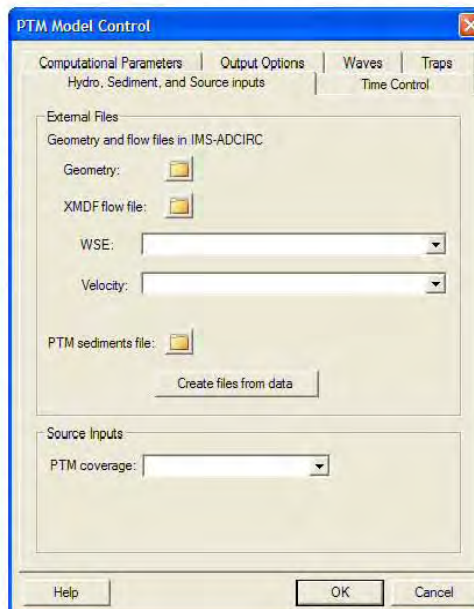 PTM Model Control
Computational Parameters Output Options Waves Traps
Hydro, Sediment, and Source inputs Time Control
External Files
Geometry and flow files in IMS-ADCIRC
Geometry:
XMDF flow file:
WSE:
Velocity:
PTM sediments file:
Create files from data
Source Inputs
PTM coverage:
Help OK Cancel